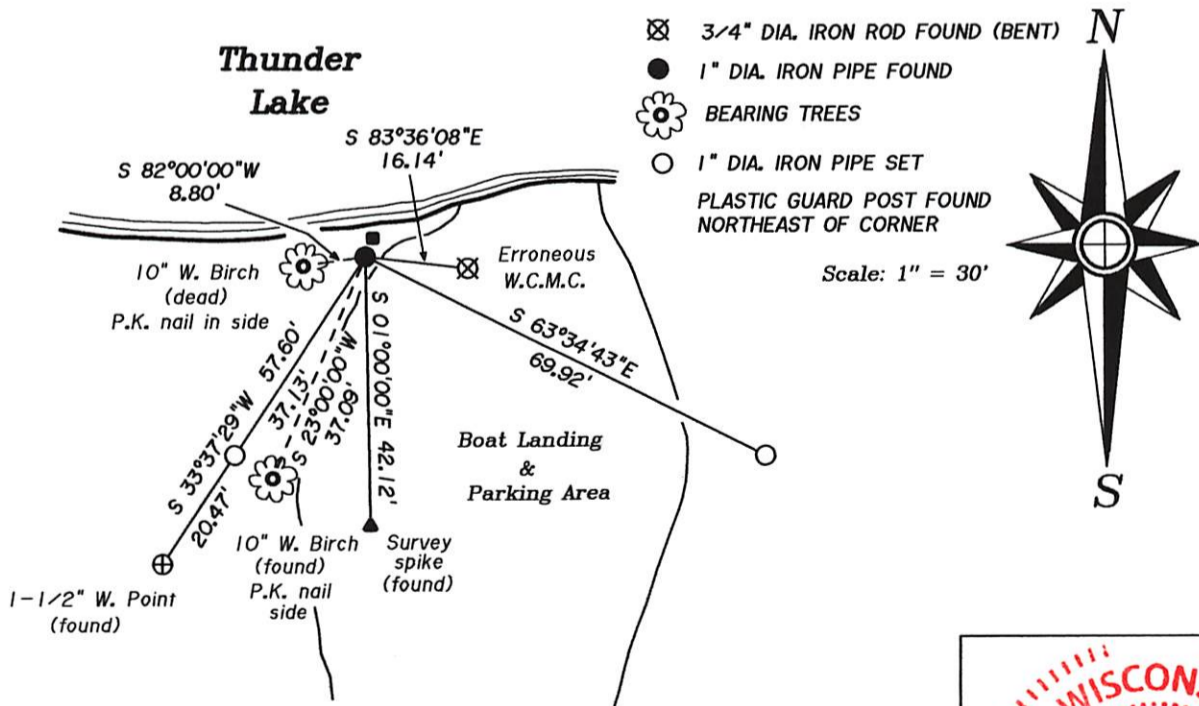 Thunder
Lake
3/4" DIA. IRON ROD FOUND (BENT)
1" DIA. IRON PIPE FOUND
BEARING TREES
1" DIA. IRON PIPE SET
PLASTIC GUARD POST FOUND
NORTHEAST OF CORNER
Scale: 1" = 30'
N
S
S 83°36'08"E
16.14'
S 82°00'00"W
8.80'
10" W. Birch
(dead)
P.K. nail in side
Erroneous
W.C.M.C.
S 63°34'43"E
69.92'
S 33°37'29"W 57.60'
20.47'
37.13'
S 23°00'00"W
37.09'
S 01°00'00"E 42.12'
Boat Landing
&
Parking Area
10" W. Birch
(found)
P.K. nail
side
Survey
spike
(found)
1-1/2" W. Point
(found)
WISCON